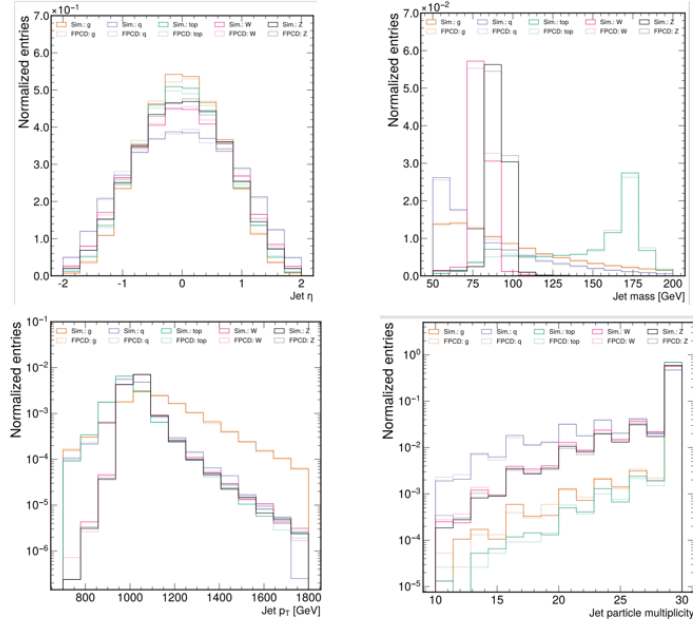 7.0 ×10⁻¹
Normalized entries
Sim.: g Sim.: q Sim.: top Sim.: W Sim.: Z
FPCD: g FPCD: q FPCD: top FPCD: W FPCD: Z
6.0
5.0
4.0
3.0
2.0
1.0
0.0
-2 -1 0 1 2
Jet η
7.0 ×10⁻²
Normalized entries
Sim.: g Sim.: q Sim.: top Sim.: W Sim.: Z
FPCD: g FPCD: q FPCD: top FPCD: W FPCD: Z
6.0
5.0
4.0
3.0
2.0
1.0
0.0
50 75 100 125 150 175 200
Jet mass [GeV]
10⁻¹
Normalized entries
Sim.: g Sim.: q Sim.: top Sim.: W Sim.: Z
FPCD: g FPCD: q FPCD: top FPCD: W FPCD: Z
10⁻²
10⁻³
10⁻⁴
10⁻⁵
10⁻⁶
800 1000 1200 1400 1600 1800
Jet pT [GeV]
Normalized entries
Sim.: g Sim.: q Sim.: top Sim.: W Sim.: Z
FPCD: g FPCD: q FPCD: top FPCD: W FPCD: Z
10⁰
10⁻¹
10⁻²
10⁻³
10⁻⁴
10⁻⁵
10 15 20 25 30
Jet particle multiplicity